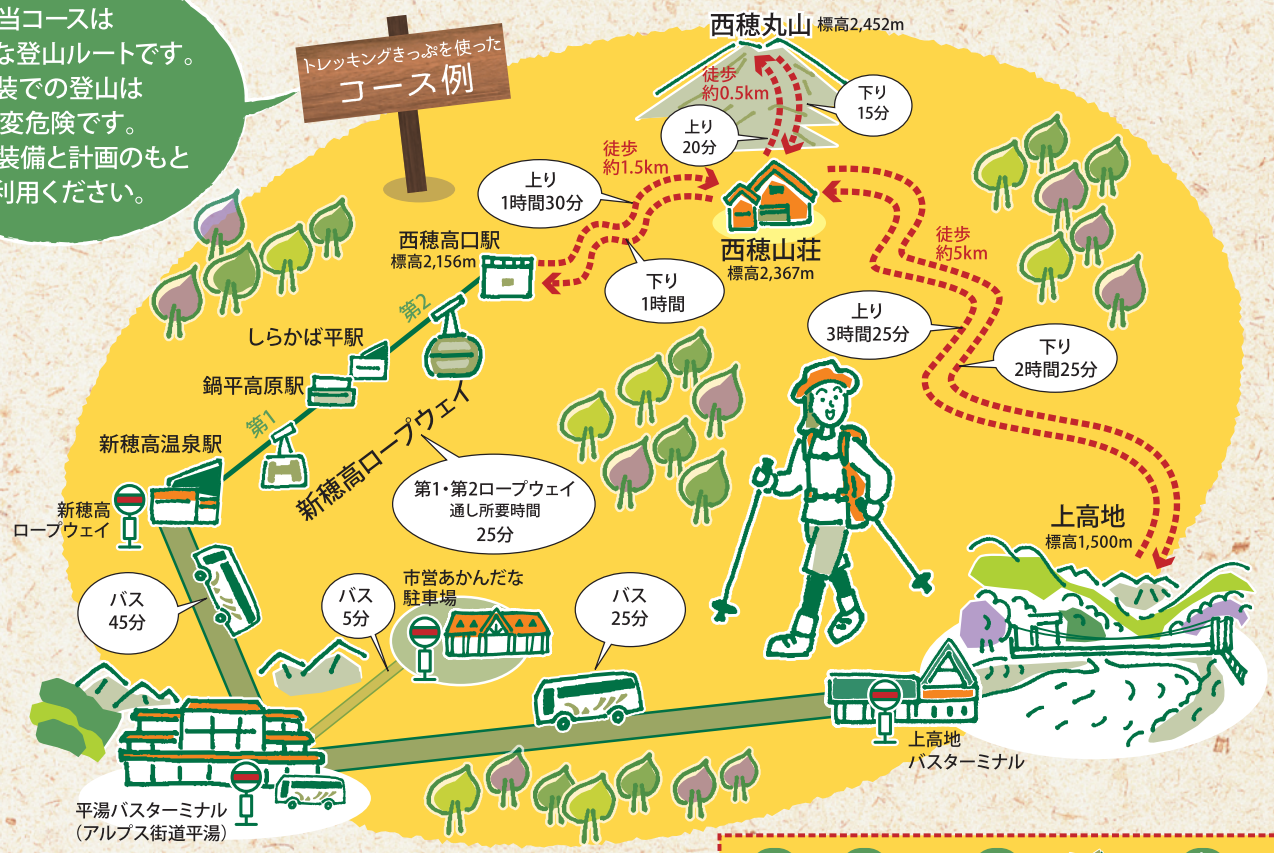 当コースは
な登山ルートです。
装での登山は
変危険です。
装備と計画のもと
利用ください。
トレッキングきっぷを使った
コース例
西穂丸山 標高2,452m
徒歩
約0.5km
下り
15分
上り
20分
徒歩
約1.5km
上り
1時間30分
西穂高口駅
標高2,156m
西穂山荘
標高2,367m
下り
1時間
徒歩
約5km
上り
3時間25分
下り
2時間25分
第2
しらかば平駅
鍋平高原駅
第1
新穂高ロープウェイ
新穂高温泉駅
新穂高
ロープウェイ
第1・第2ロープウェイ
通し所要時間
25分
上高地
標高1,500m
バス
45分
バス
5分
市営あかんだな
駐車場
バス
25分
上高地
バスターミナル
平湯バスターミナル
(アルプス街道平湯)